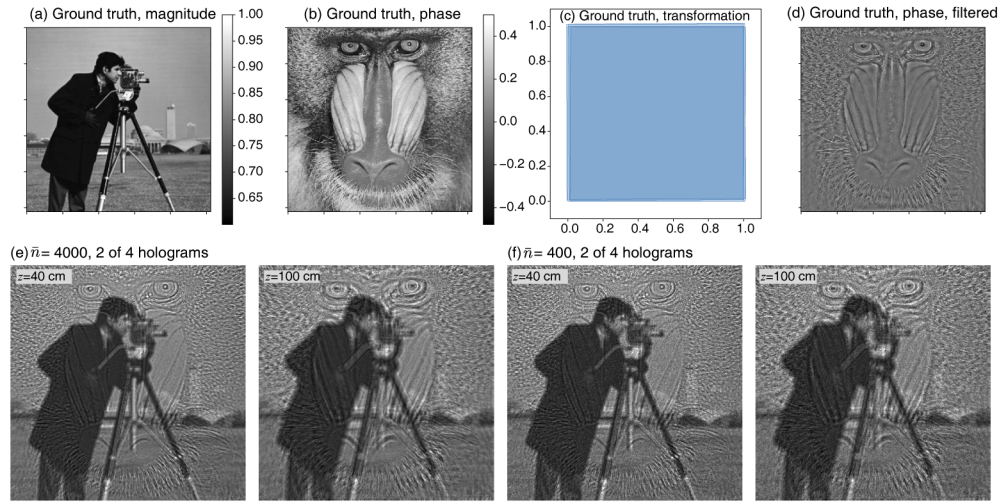 (a) Ground truth, magnitude
1.00
0.95
0.90
0.85
0.80
0.75
0.70
0.65
(b) Ground truth, phase
0.4
0.2
0.0
−0.2
−0.4
(c) Ground truth, transformation
1.0
0.8
0.6
0.4
0.2
0.0
0.0 0.2 0.4 0.6 0.8 1.0
(d) Ground truth, phase, filtered
(e) n̄= 4000, 2 of 4 holograms
z=40 cm
z=100 cm
(f) n̄= 400, 2 of 4 holograms
z=40 cm
z=100 cm